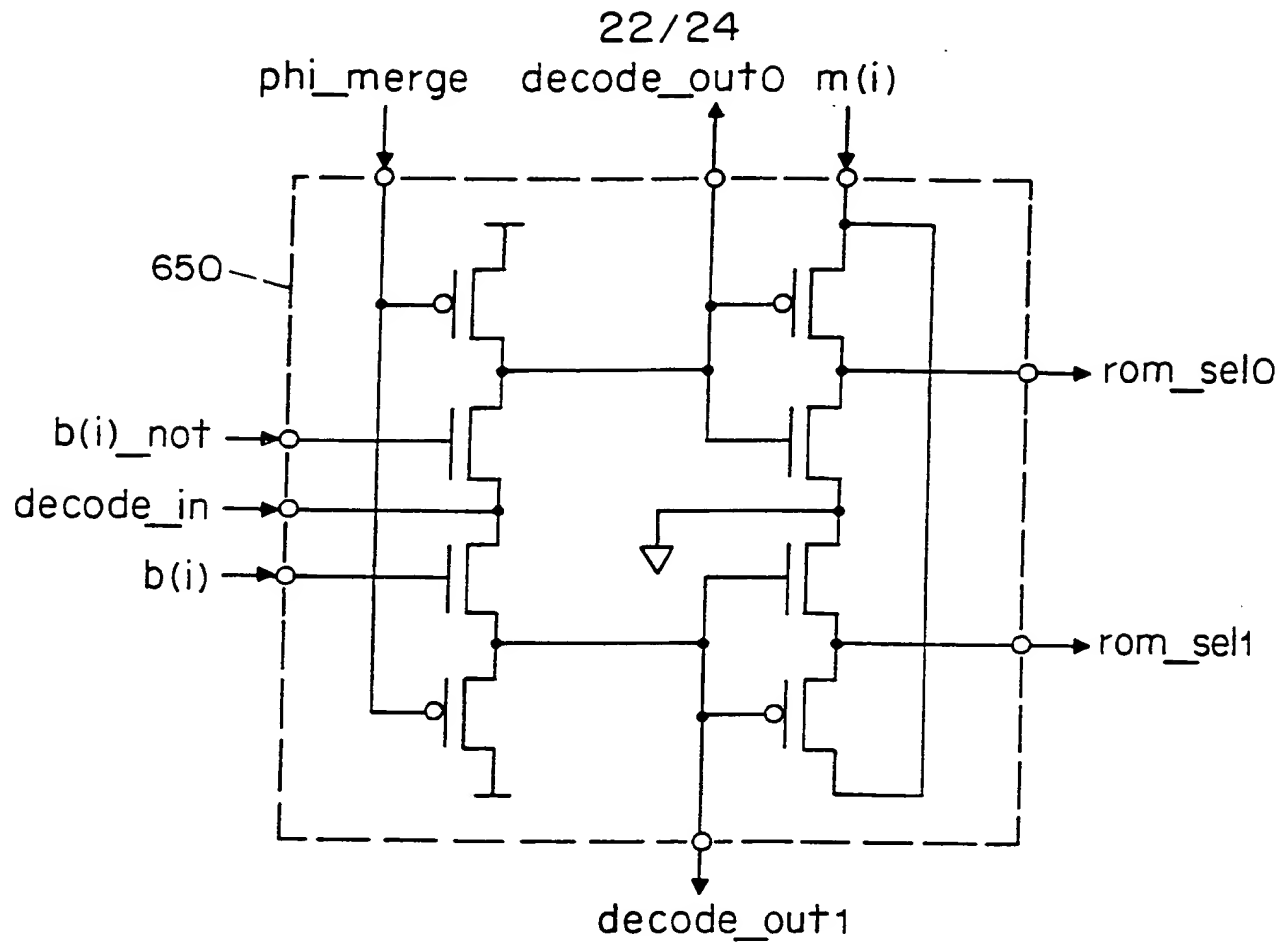 22/24
phi_merge decode_out0 m(i)
650
rom_sel0
b(i)_not
decode_in
b(i)
rom_sel1
decode_out1